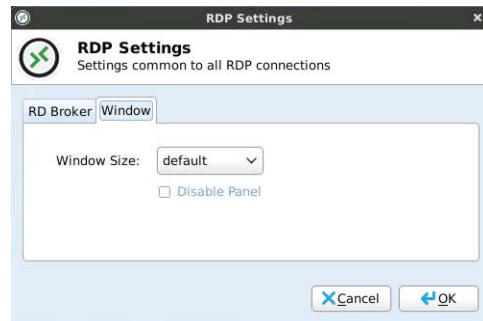 RDP Settings
RDP Settings
Settings common to all RDP connections
RD Broker Window
Window Size: default
Disable Panel
Cancel OK